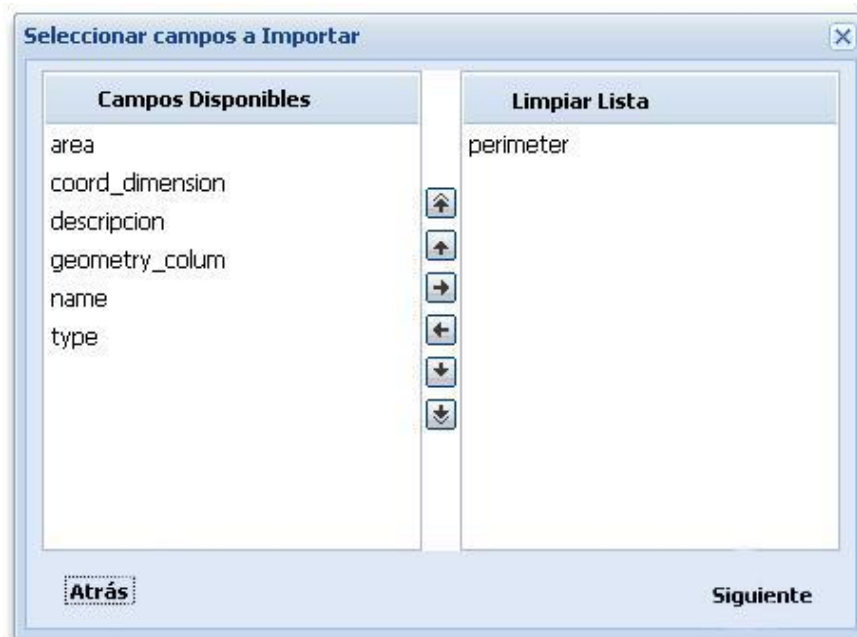 Seleccionar campos a Importar
Campos Disponibles
area
coord_dimension
descripcion
geometry_colum
name
type
Limpiar Lista
perimeter
Atrás
Siguiente